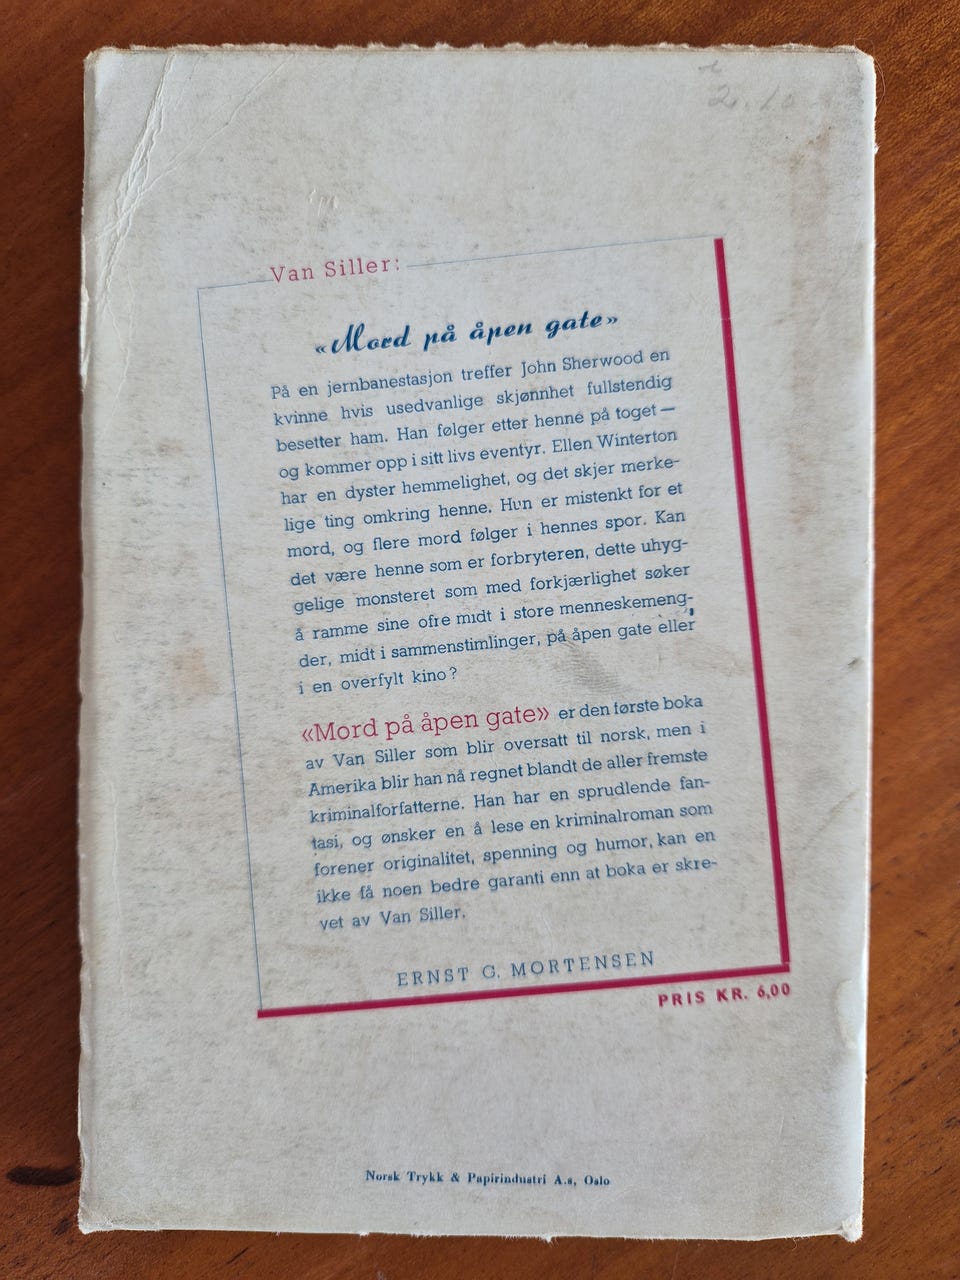 2.10
Van Siller:
«Mord på åpen gate»
På en jernbanestasjon treffer John Sherwood en
kvinne hvis usedvanlige skjønnhet fullstendig
besetter ham. Han følger etter henne på toget —
og kommer opp i sitt livs eventyr. Ellen Winterton
har en dyster hemmelighet, og det skjer merke-
lige ting omkring henne. Hun er mistenkt for et
mord, og flere mord følger i hennes spor. Kan
det være henne som er forbryteren, dette uhyg-
gelige monsteret som med forkjærlighet søker
å ramme sine ofre midt i store menneskemeng-
der, midt i sammenstimlinger, på åpen gate eller
i en overfylt kino?
«Mord på åpen gate» er den første boka
av Van Siller som blir oversatt til norsk, men i
Amerika blir han nå regnet blandt de aller fremste
kriminalforfatterne. Han har en sprudlende fan-
tasi, og ønsker en å lese en kriminalroman som
forener originalitet, spenning og humor, kan en
ikke få noen bedre garanti enn at boka er skre-
vet av Van Siller.
ERNST G. MORTENSEN
PRIS KR. 6,00
Norsk Trykk & Papirindustri A.s, Oslo